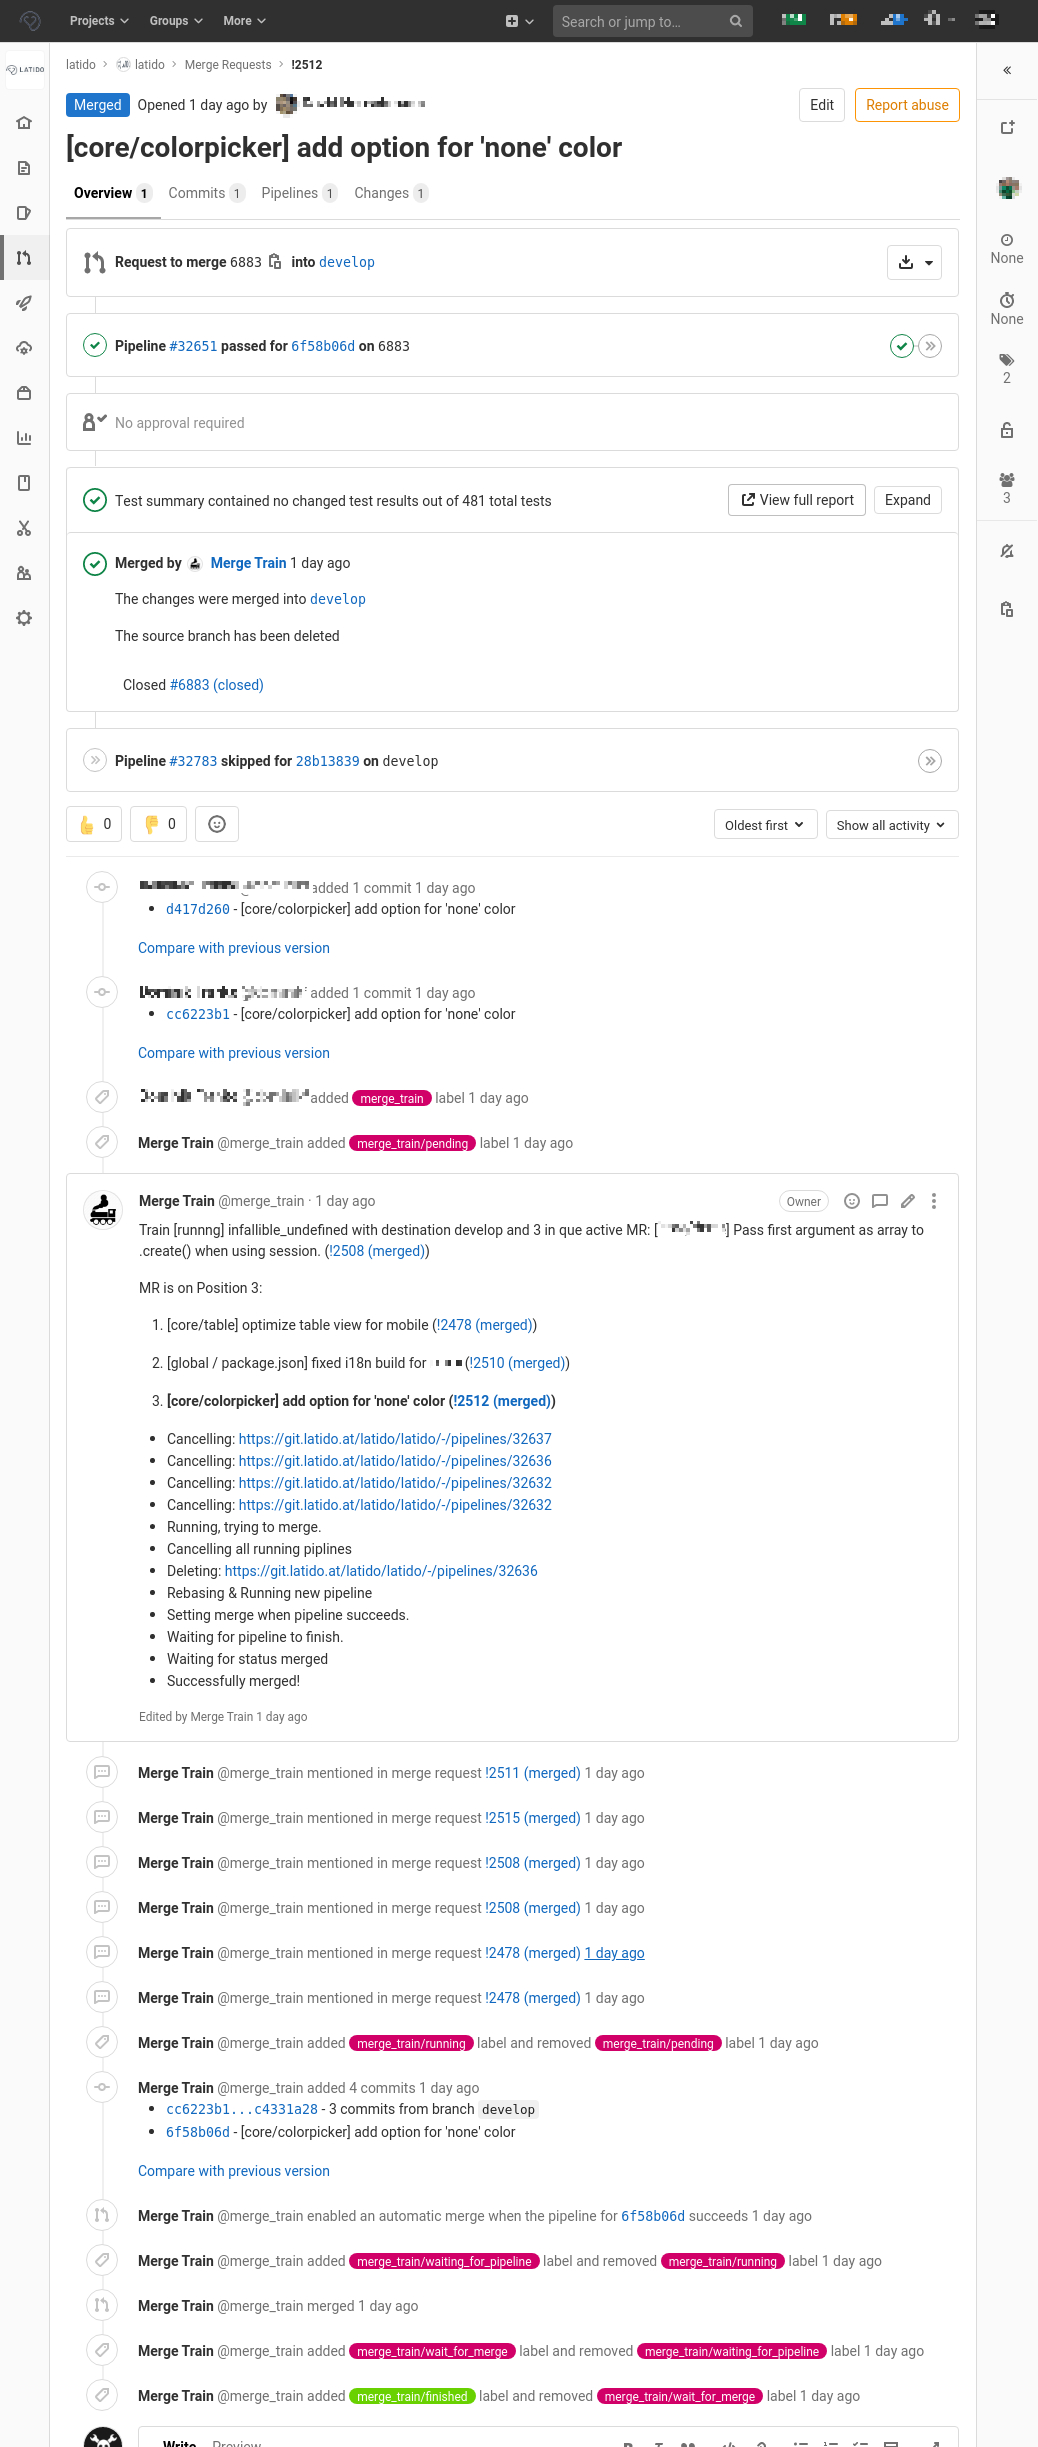 Projects Groups More Search or jump to…
LATIDO
latido > latido > Merge Requests > !2512
Merged Opened 1 day ago by
Edit Report abuse
[core/colorpicker] add option for 'none' color
Overview 1 Commits 1 Pipelines 1 Changes 1
Request to merge 6883 into develop
None
Pipeline #32651 passed for 6f58b06d on 6883
None
2
No approval required
3
Test summary contained no changed test results out of 481 total tests View full report Expand
Merged by Merge Train 1 day ago
The changes were merged into develop
The source branch has been deleted
Closed #6883 (closed)
Pipeline #32783 skipped for 28b13839 on develop
0 0 Oldest first Show all activity
added 1 commit 1 day ago
d417d260 - [core/colorpicker] add option for 'none' color
Compare with previous version
added 1 commit 1 day ago
cc6223b1 - [core/colorpicker] add option for 'none' color
Compare with previous version
added merge_train label 1 day ago
Merge Train @merge_train added merge_train/pending label 1 day ago
Merge Train @merge_train · 1 day ago Owner
Train [runnng] infallible_undefined with destination develop and 3 in que active MR: [ ] Pass first argument as array to
.create() when using session. (!2508 (merged))
MR is on Position 3:
1. [core/table] optimize table view for mobile (!2478 (merged))
2. [global / package.json] fixed i18n build for (!2510 (merged))
3. [core/colorpicker] add option for 'none' color (!2512 (merged))
Cancelling: https://git.latido.at/latido/latido/-/pipelines/32637
Cancelling: https://git.latido.at/latido/latido/-/pipelines/32636
Cancelling: https://git.latido.at/latido/latido/-/pipelines/32632
Cancelling: https://git.latido.at/latido/latido/-/pipelines/32632
Running, trying to merge.
Cancelling all running piplines
Deleting: https://git.latido.at/latido/latido/-/pipelines/32636
Rebasing & Running new pipeline
Setting merge when pipeline succeeds.
Waiting for pipeline to finish.
Waiting for status merged
Successfully merged!
Edited by Merge Train 1 day ago
Merge Train @merge_train mentioned in merge request !2511 (merged) 1 day ago
Merge Train @merge_train mentioned in merge request !2515 (merged) 1 day ago
Merge Train @merge_train mentioned in merge request !2508 (merged) 1 day ago
Merge Train @merge_train mentioned in merge request !2508 (merged) 1 day ago
Merge Train @merge_train mentioned in merge request !2478 (merged) 1 day ago
Merge Train @merge_train mentioned in merge request !2478 (merged) 1 day ago
Merge Train @merge_train added merge_train/running label and removed merge_train/pending label 1 day ago
Merge Train @merge_train added 4 commits 1 day ago
cc6223b1...c4331a28 - 3 commits from branch develop
6f58b06d - [core/colorpicker] add option for 'none' color
Compare with previous version
Merge Train @merge_train enabled an automatic merge when the pipeline for 6f58b06d succeeds 1 day ago
Merge Train @merge_train added merge_train/waiting_for_pipeline label and removed merge_train/running label 1 day ago
Merge Train @merge_train merged 1 day ago
Merge Train @merge_train added merge_train/wait_for_merge label and removed merge_train/waiting_for_pipeline label 1 day ago
Merge Train @merge_train added merge_train/finished label and removed merge_train/wait_for_merge label 1 day ago
Write Preview